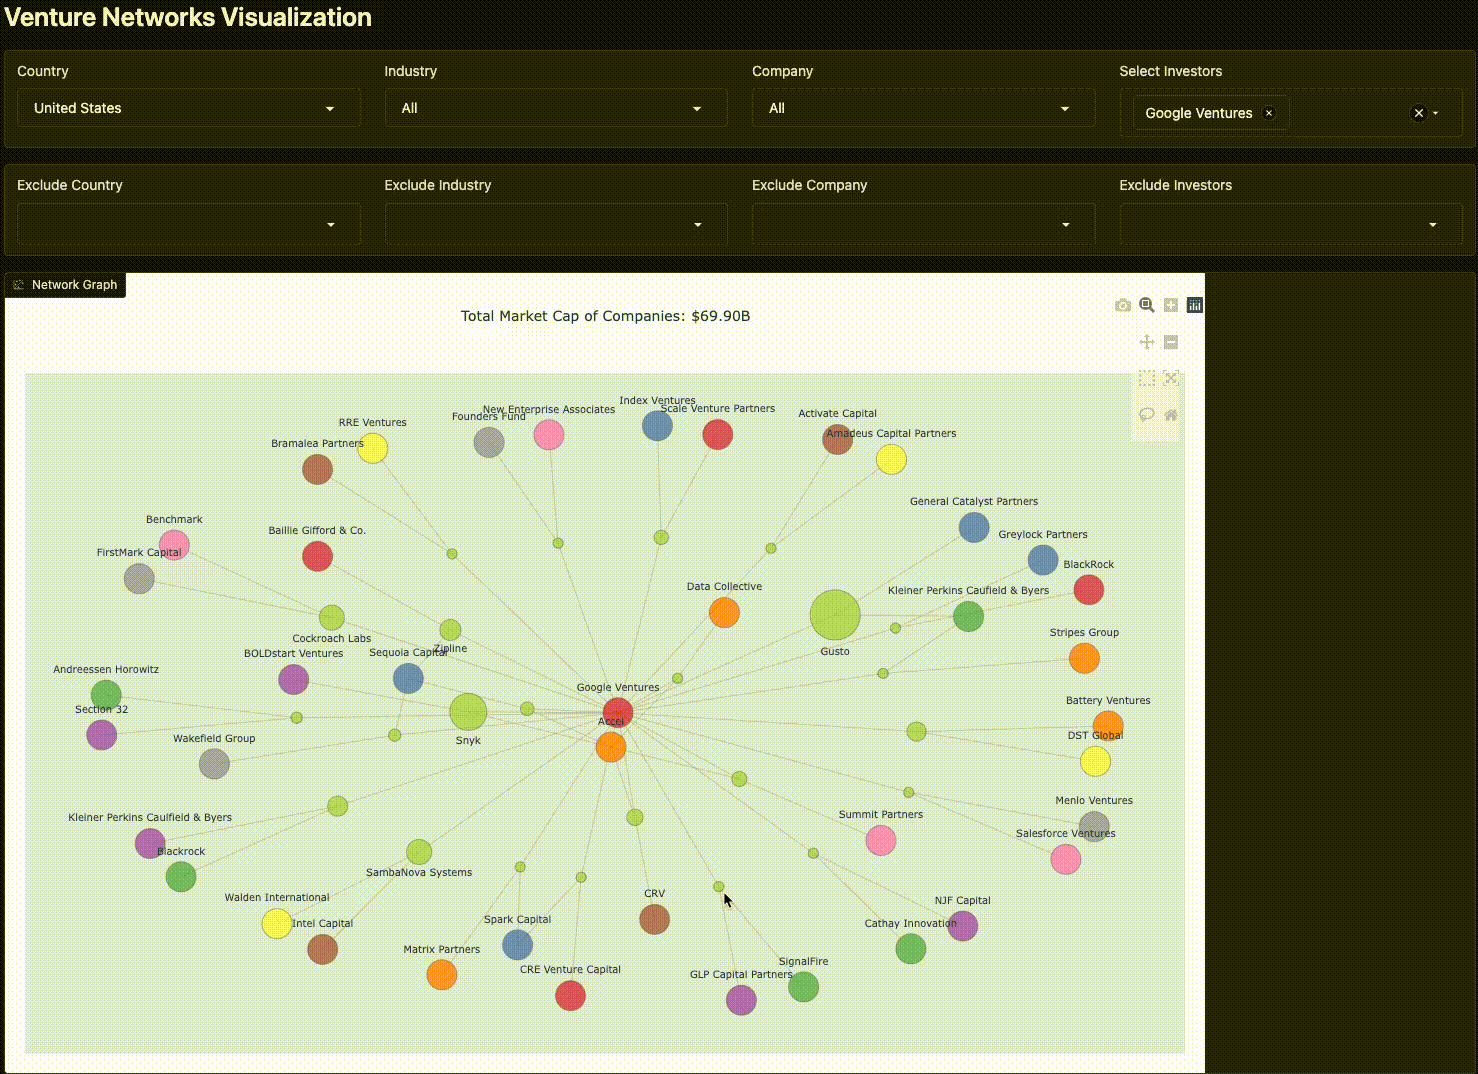 Venture Networks Visualization
Country
Industry
Company
Select Investors
United States
All
All
Google Ventures
Exclude Country
Exclude Industry
Exclude Company
Exclude Investors
Network Graph
Total Market Cap of Companies: $69.90B
Index Ventures
New Enterprise Associates
Scale Venture Partners
Founders Fund
Activate Capital
RRE Ventures
Amadeus Capital Partners
Bramalea Partners
General Catalyst Partners
Benchmark
Baillie Gifford & Co.
Greylock Partners
FirstMark Capital
BlackRock
Data Collective
Kleiner Perkins Caufield & Byers
Stripes Group
Cockroach Labs
Zipline
Gusto
BOLDstart Ventures
Sequoia Capital
Andreessen Horowitz
Google Ventures
Battery Ventures
Section 32
Accel
Wakefield Group
Snyk
DST Global
Menlo Ventures
Kleiner Perkins Caulfield & Byers
Summit Partners
Salesforce Ventures
Blackrock
SambaNova Systems
Walden International
CRV
NJF Capital
Intel Capital
Spark Capital
Cathay Innovation
Matrix Partners
SignalFire
CRE Venture Capital
GLP Capital Partners